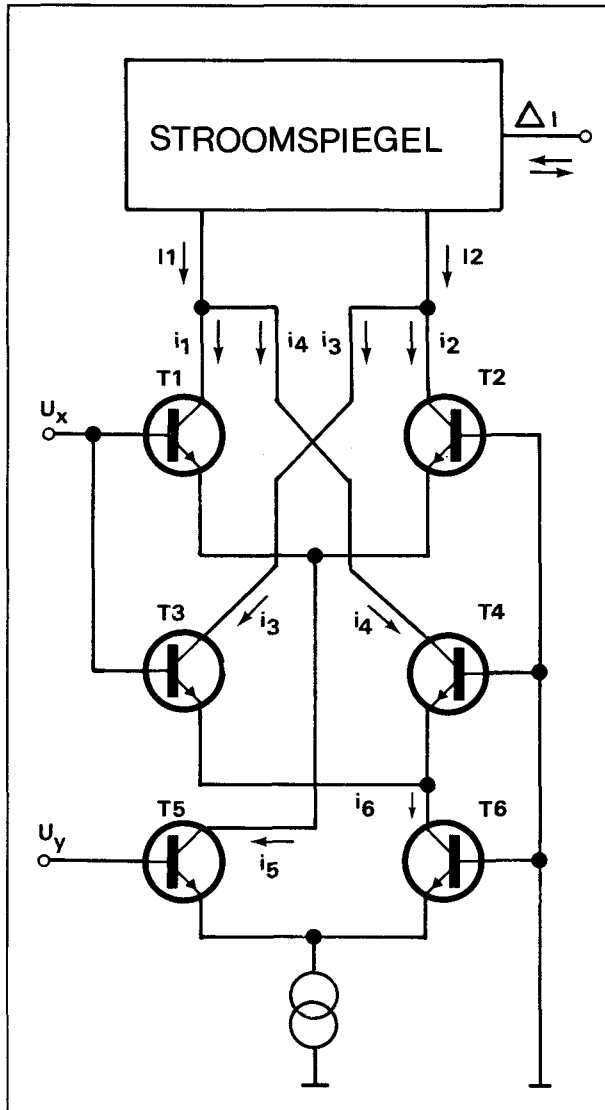 STROOMSPIEGEL
Δ I
I1
I2
i1 i4 i3 i2
T1
T2
Ux
T3
T4
i3
i4
T5
i6
T6
Uy
i5